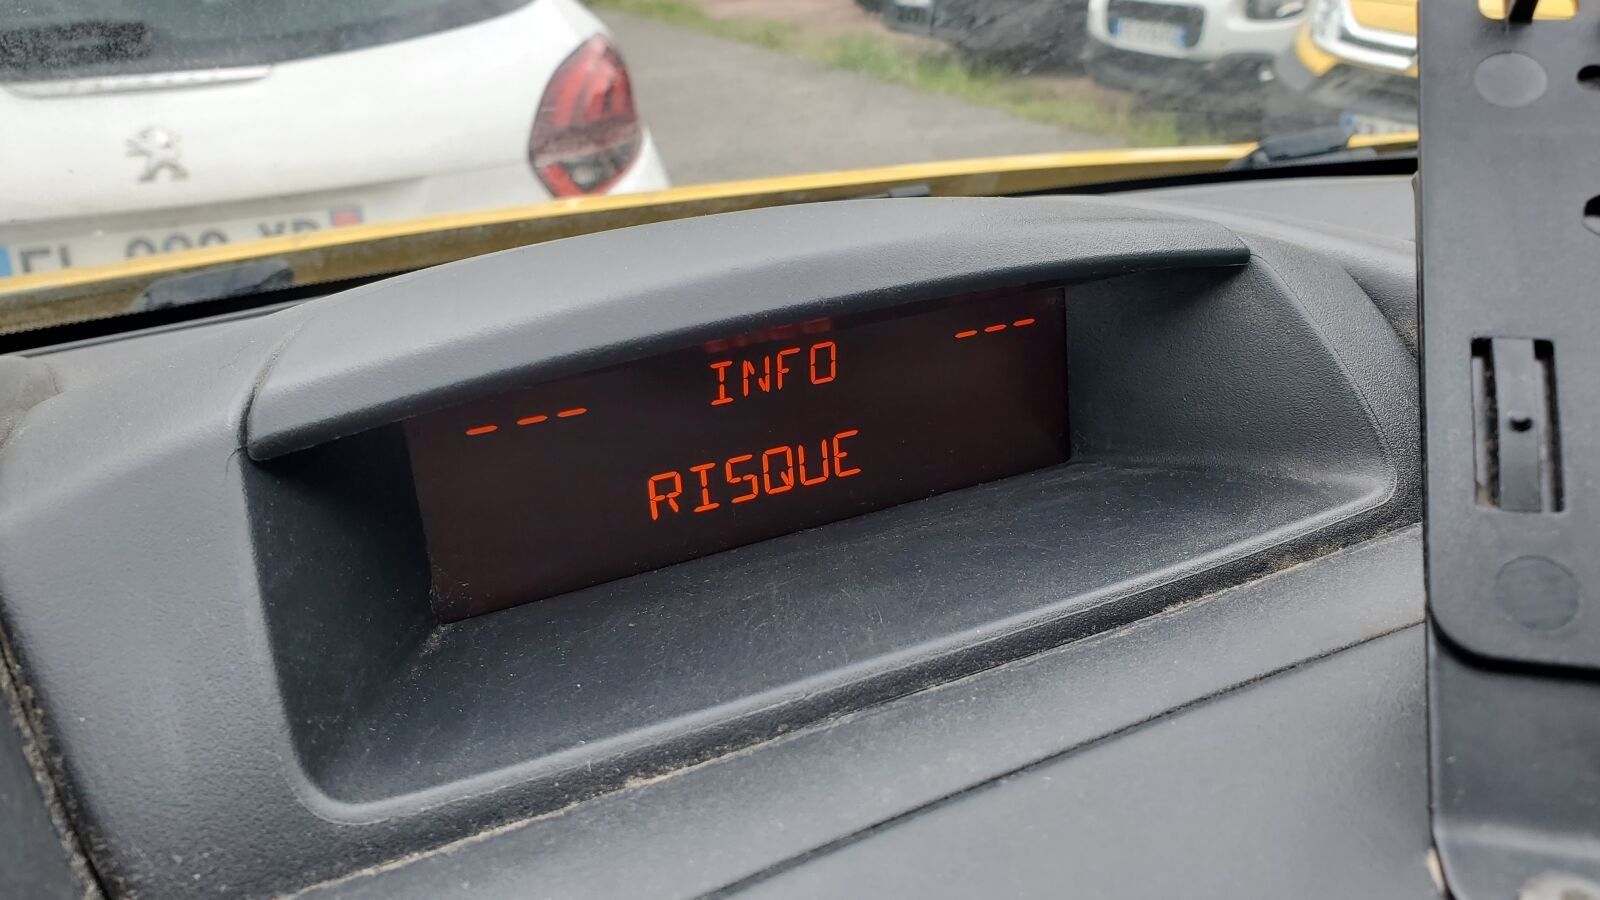 INFO
--- ---
RISQUE